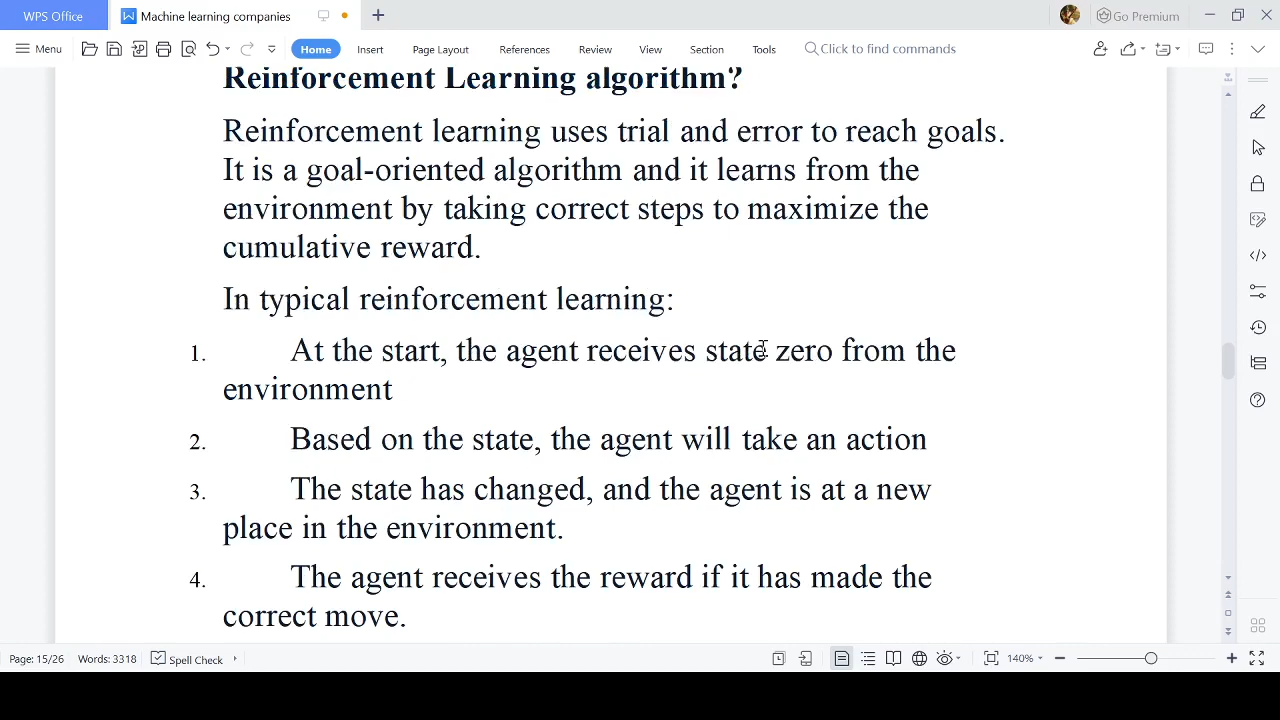 WPS Office
Machine learning companies
Go Premium
Menu
Home
Insert
Page Layout
References
Review
View
Section
Tools
Click to find commands
Reinforcement Learning algorithm?
Reinforcement learning uses trial and error to reach goals.
It is a goal-oriented algorithm and it learns from the
environment by taking correct steps to maximize the
cumulative reward.
In typical reinforcement learning:
1. At the start, the agent receives state zero from the
environment
2. Based on the state, the agent will take an action
3. The state has changed, and the agent is at a new
place in the environment.
4. The agent receives the reward if it has made the
correct move.
Page: 15/26
Words: 3318
Spell Check
140%